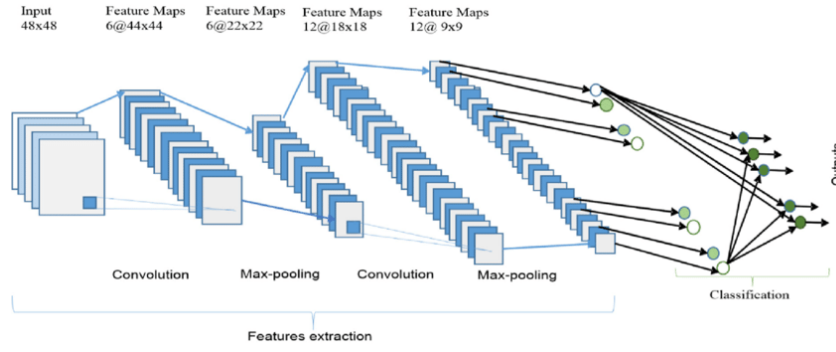 Input
48x48
Feature Maps
6@44x44
Feature Maps
6@22x22
Feature Maps
12@18x18
Feature Maps
12@ 9x9
Outputs
Convolution
Max-pooling
Convolution
Max-pooling
Classification
Features extraction